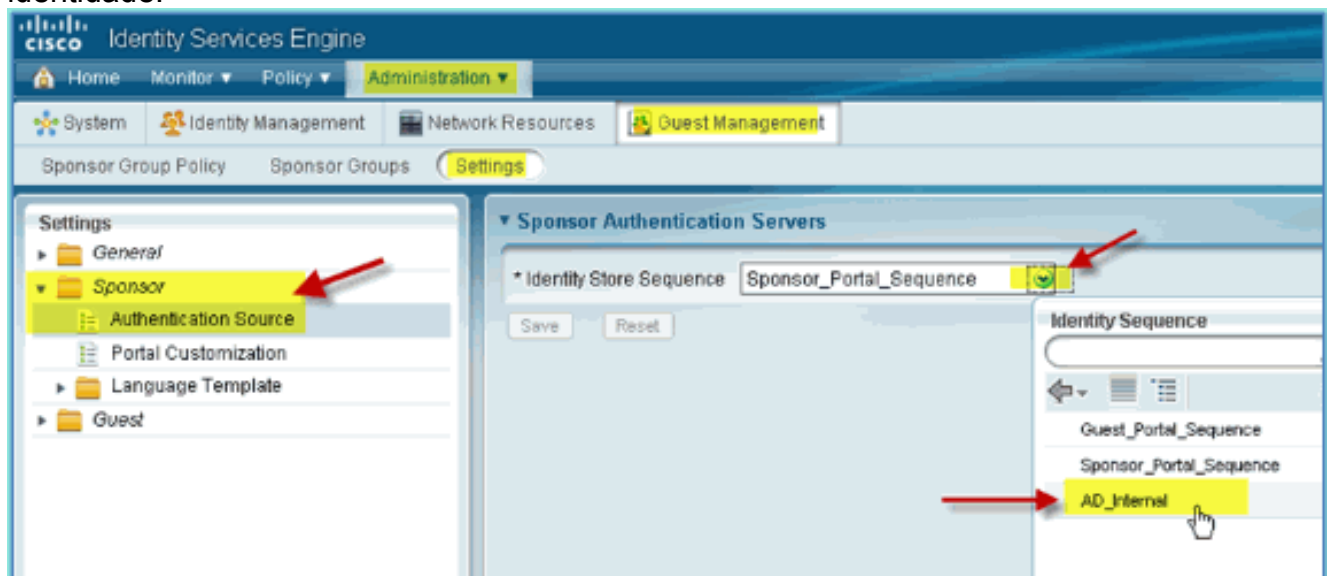 identidade.
cisco Identity Services Engine
Home Monitor ▼ Policy ▼ Administration ▼
System Identity Management Network Resources Guest Management
Sponsor Group Policy Sponsor Groups Settings
Settings
General
Sponsor
Authentication Source
Portal Customization
Language Template
Guest
Sponsor Authentication Servers
* Identity Store Sequence Sponsor_Portal_Sequence
Save Reset
Identity Sequence
Guest_Portal_Sequence
Sponsor_Portal_Sequence
AD_Internal